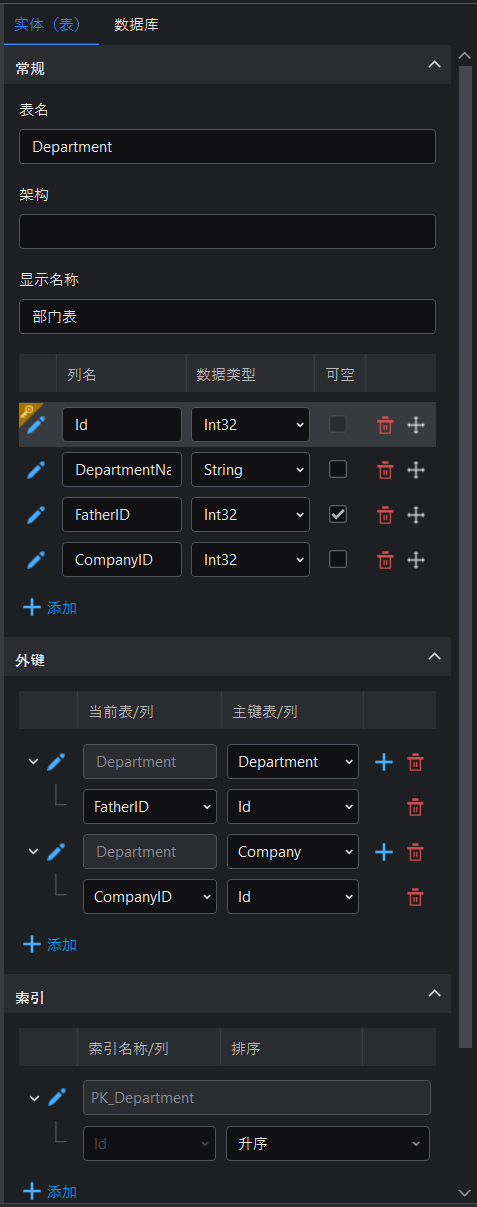 实体（表） 数据库
常规
表名
Department
架构
显示名称
部门表
列名 数据类型 可空
Id Int32
DepartmentNa String
FatherID Int32
CompanyID Int32
添加
外键
当前表/列 主键表/列
Department Department
FatherID Id
Department Company
CompanyID Id
添加
索引
索引名称/列 排序
PK_Department
Id 升序
添加